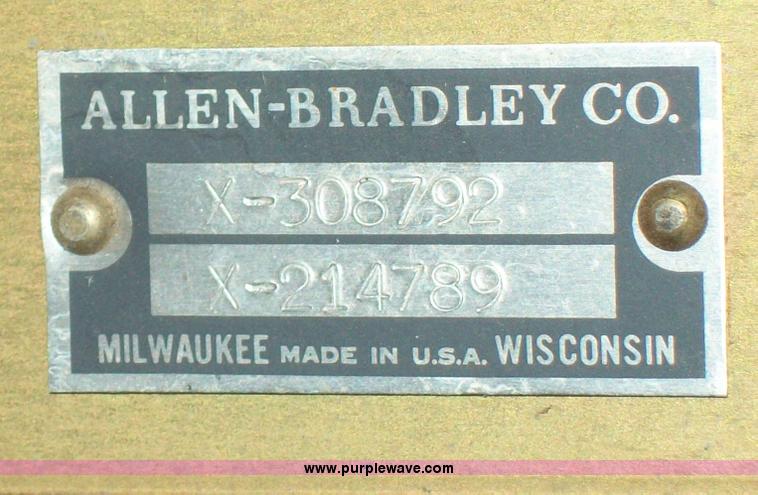 ALLEN-BRADLEY CO.
X-308792
X-214789
MILWAUKEE MADE IN U.S.A. WISCONSIN
www.purplewave.com